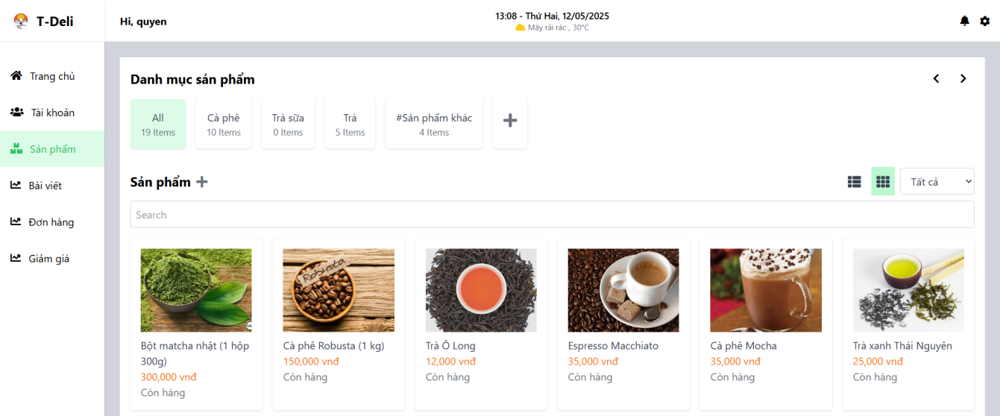 T-Deli
Hi, quyen
13:08 - Thứ Hai, 12/05/2025
Mây rải rác , 30°C
Trang chủ
Tài khoản
Sản phẩm
Bài viết
Đơn hàng
Giảm giá
Danh mục sản phẩm
All
19 Items
Cà phê
10 Items
Trà sữa
0 Items
Trà
5 Items
#Sản phẩm khác
4 Items
Sản phẩm
Tất cả
Search
Robusta
Bột matcha nhật (1 hộp
300g)
300,000 vnđ
Còn hàng
Cà phê Robusta (1 kg)
150,000 vnđ
Còn hàng
Trà Ô Long
12,000 vnđ
Còn hàng
Espresso Macchiato
35,000 vnđ
Còn hàng
Cà phê Mocha
35,000 vnđ
Còn hàng
Trà xanh Thái Nguyên
25,000 vnđ
Còn hàng